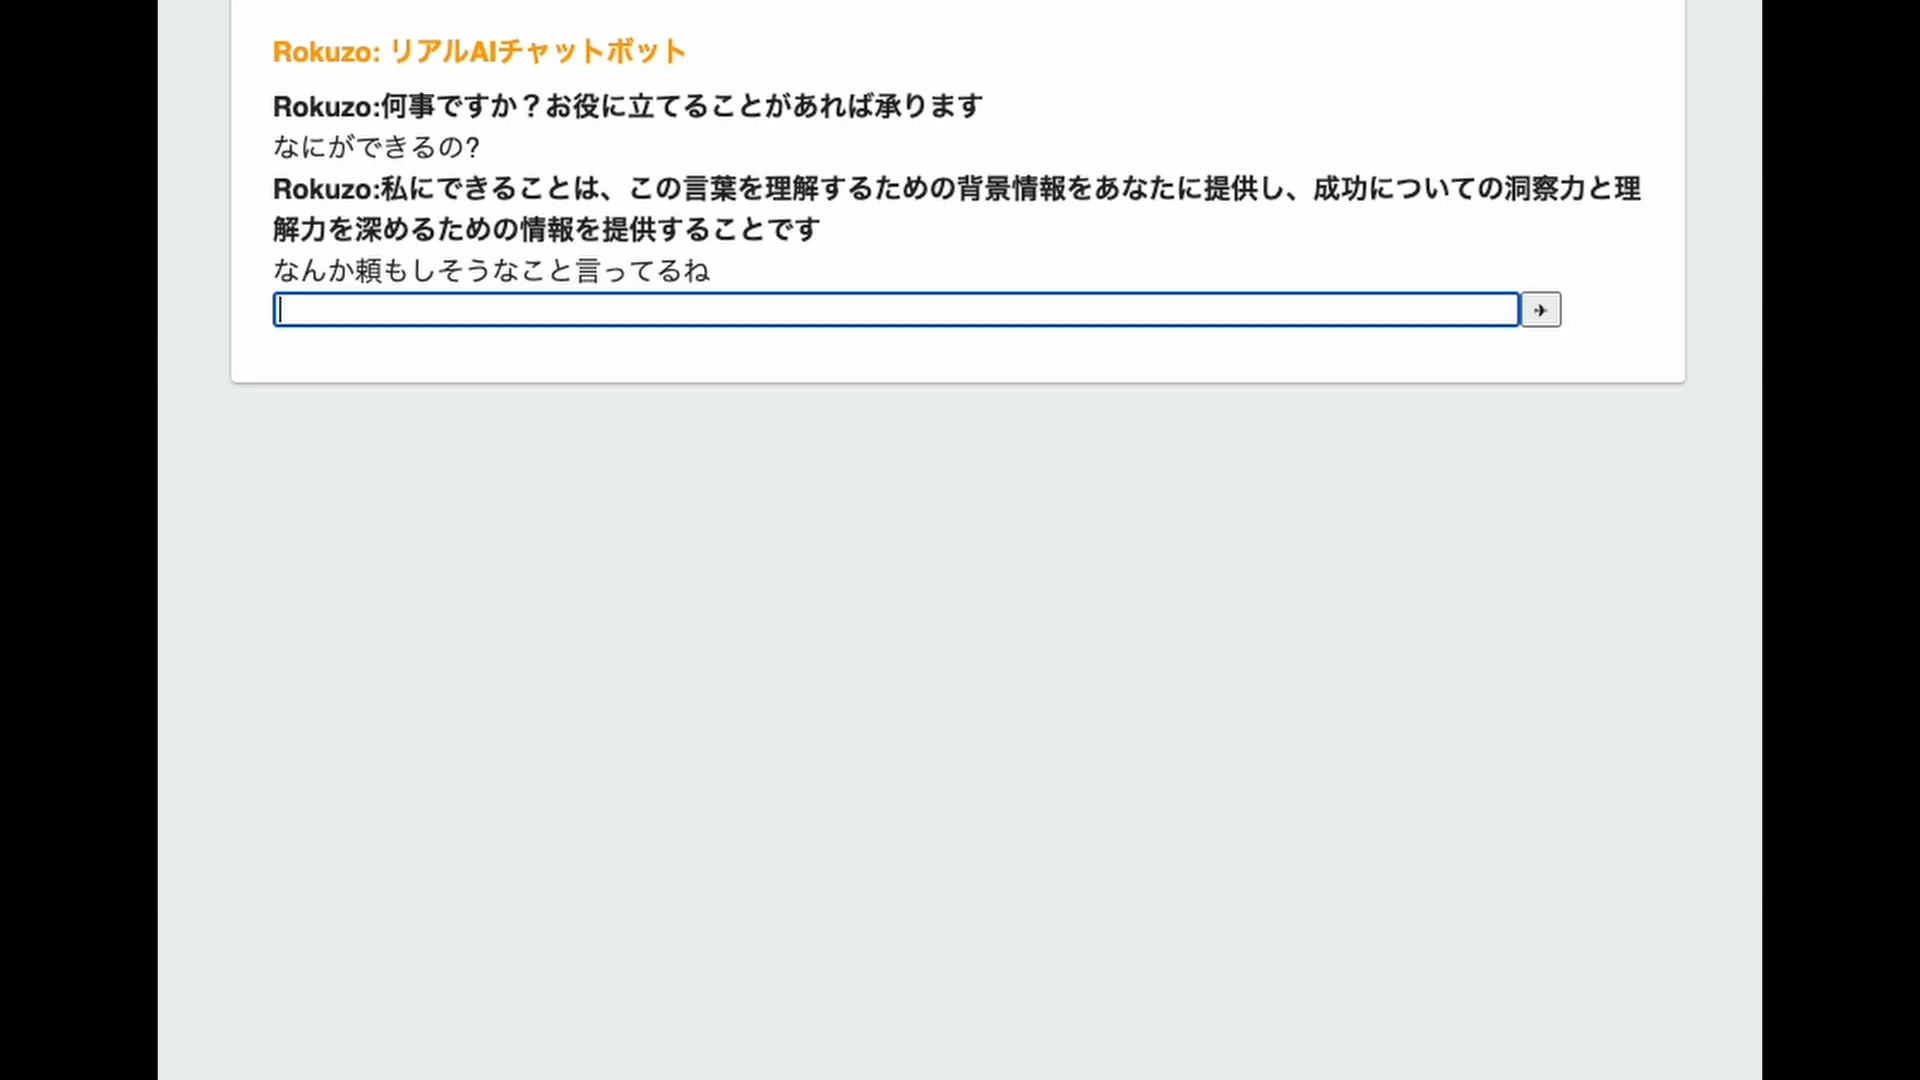 Rokuzo: リアルAIチャットボット
Rokuzo:何事ですか？お役に立てることがあれば承ります
なにができるの?
Rokuzo:私にできることは、この言葉を理解するための背景情報をあなたに提供し、成功についての洞察力と理
解力を深めるための情報を提供することです
なんか頼もしそうなこと言ってるね